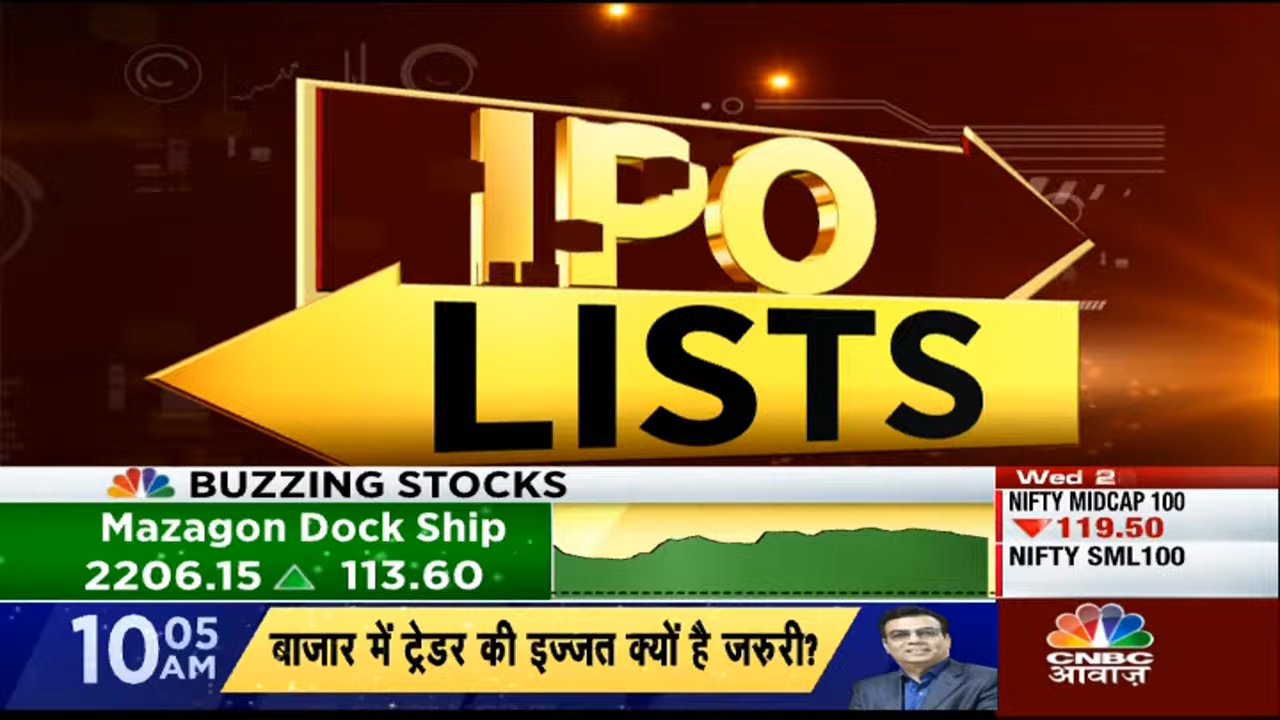 IPO
LISTS
BUZZING STOCKS
Mazagon Dock Ship
2206.15 113.60
Wed 2
NIFTY MIDCAP 100
119.50
NIFTY SML100
10 05 AM
बाजार में ट्रेडर की इज्जत क्यों है जरुरी?
CNBC
आवाज़